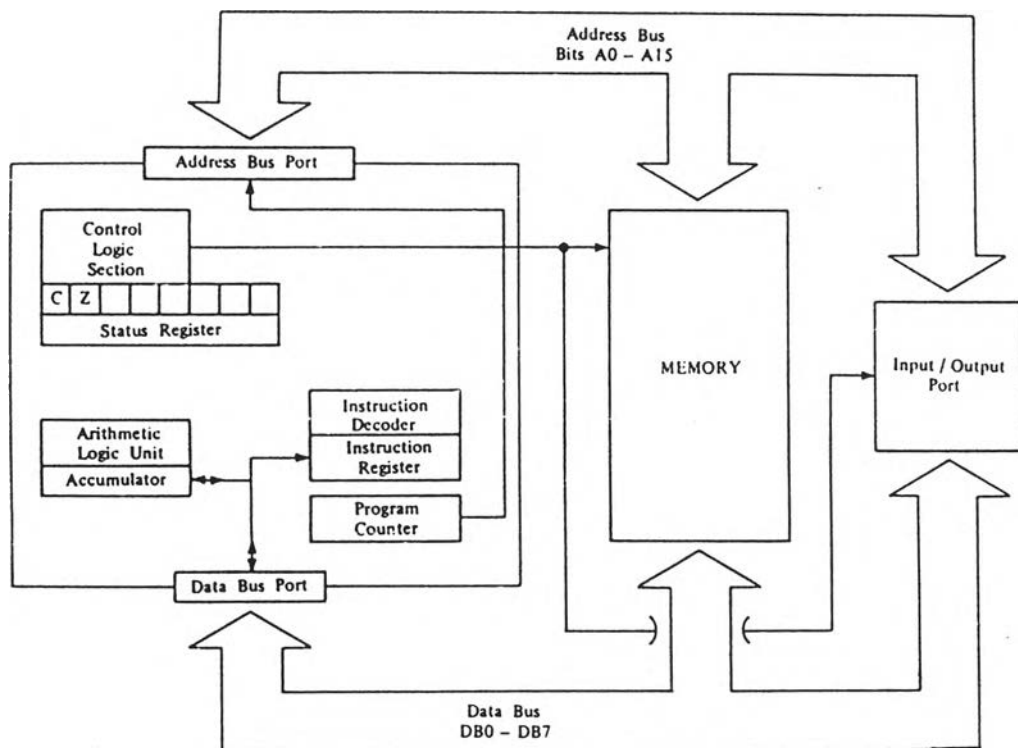 Address Bus
Bits A0 – A15
Address Bus Port
Control
Logic
Section
C Z
Status Register
MEMORY
Input / Output
Port
Instruction
Decoder
Instruction
Register
Arithmetic
Logic Unit
Accumulator
Program
Counter
Data Bus Port
Data Bus
DB0 – DB7